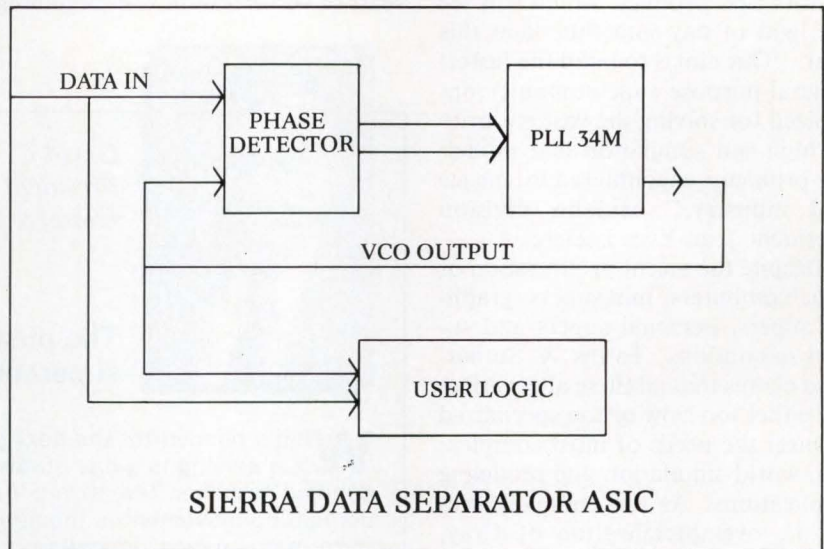 DATA IN
PHASE
DETECTOR
PLL 34M
VCO OUTPUT
USER LOGIC
SIERRA DATA SEPARATOR ASIC